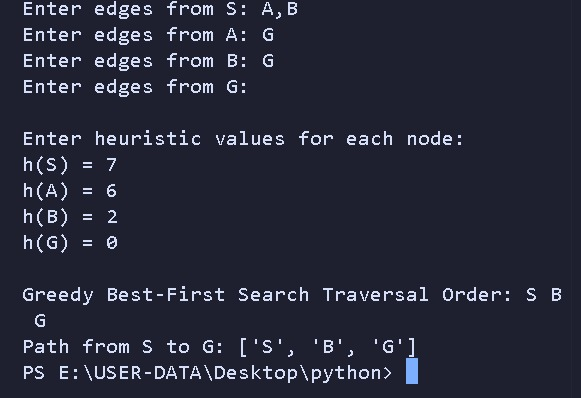 Enter edges from S: A,B
Enter edges from A: G
Enter edges from B: G
Enter edges from G:
Enter heuristic values for each node:
h(S) = 7
h(A) = 6
h(B) = 2
h(G) = 0
Greedy Best-First Search Traversal Order: S B
G
Path from S to G: ['S', 'B', 'G']
PS E:\USER-DATA\Desktop\python>